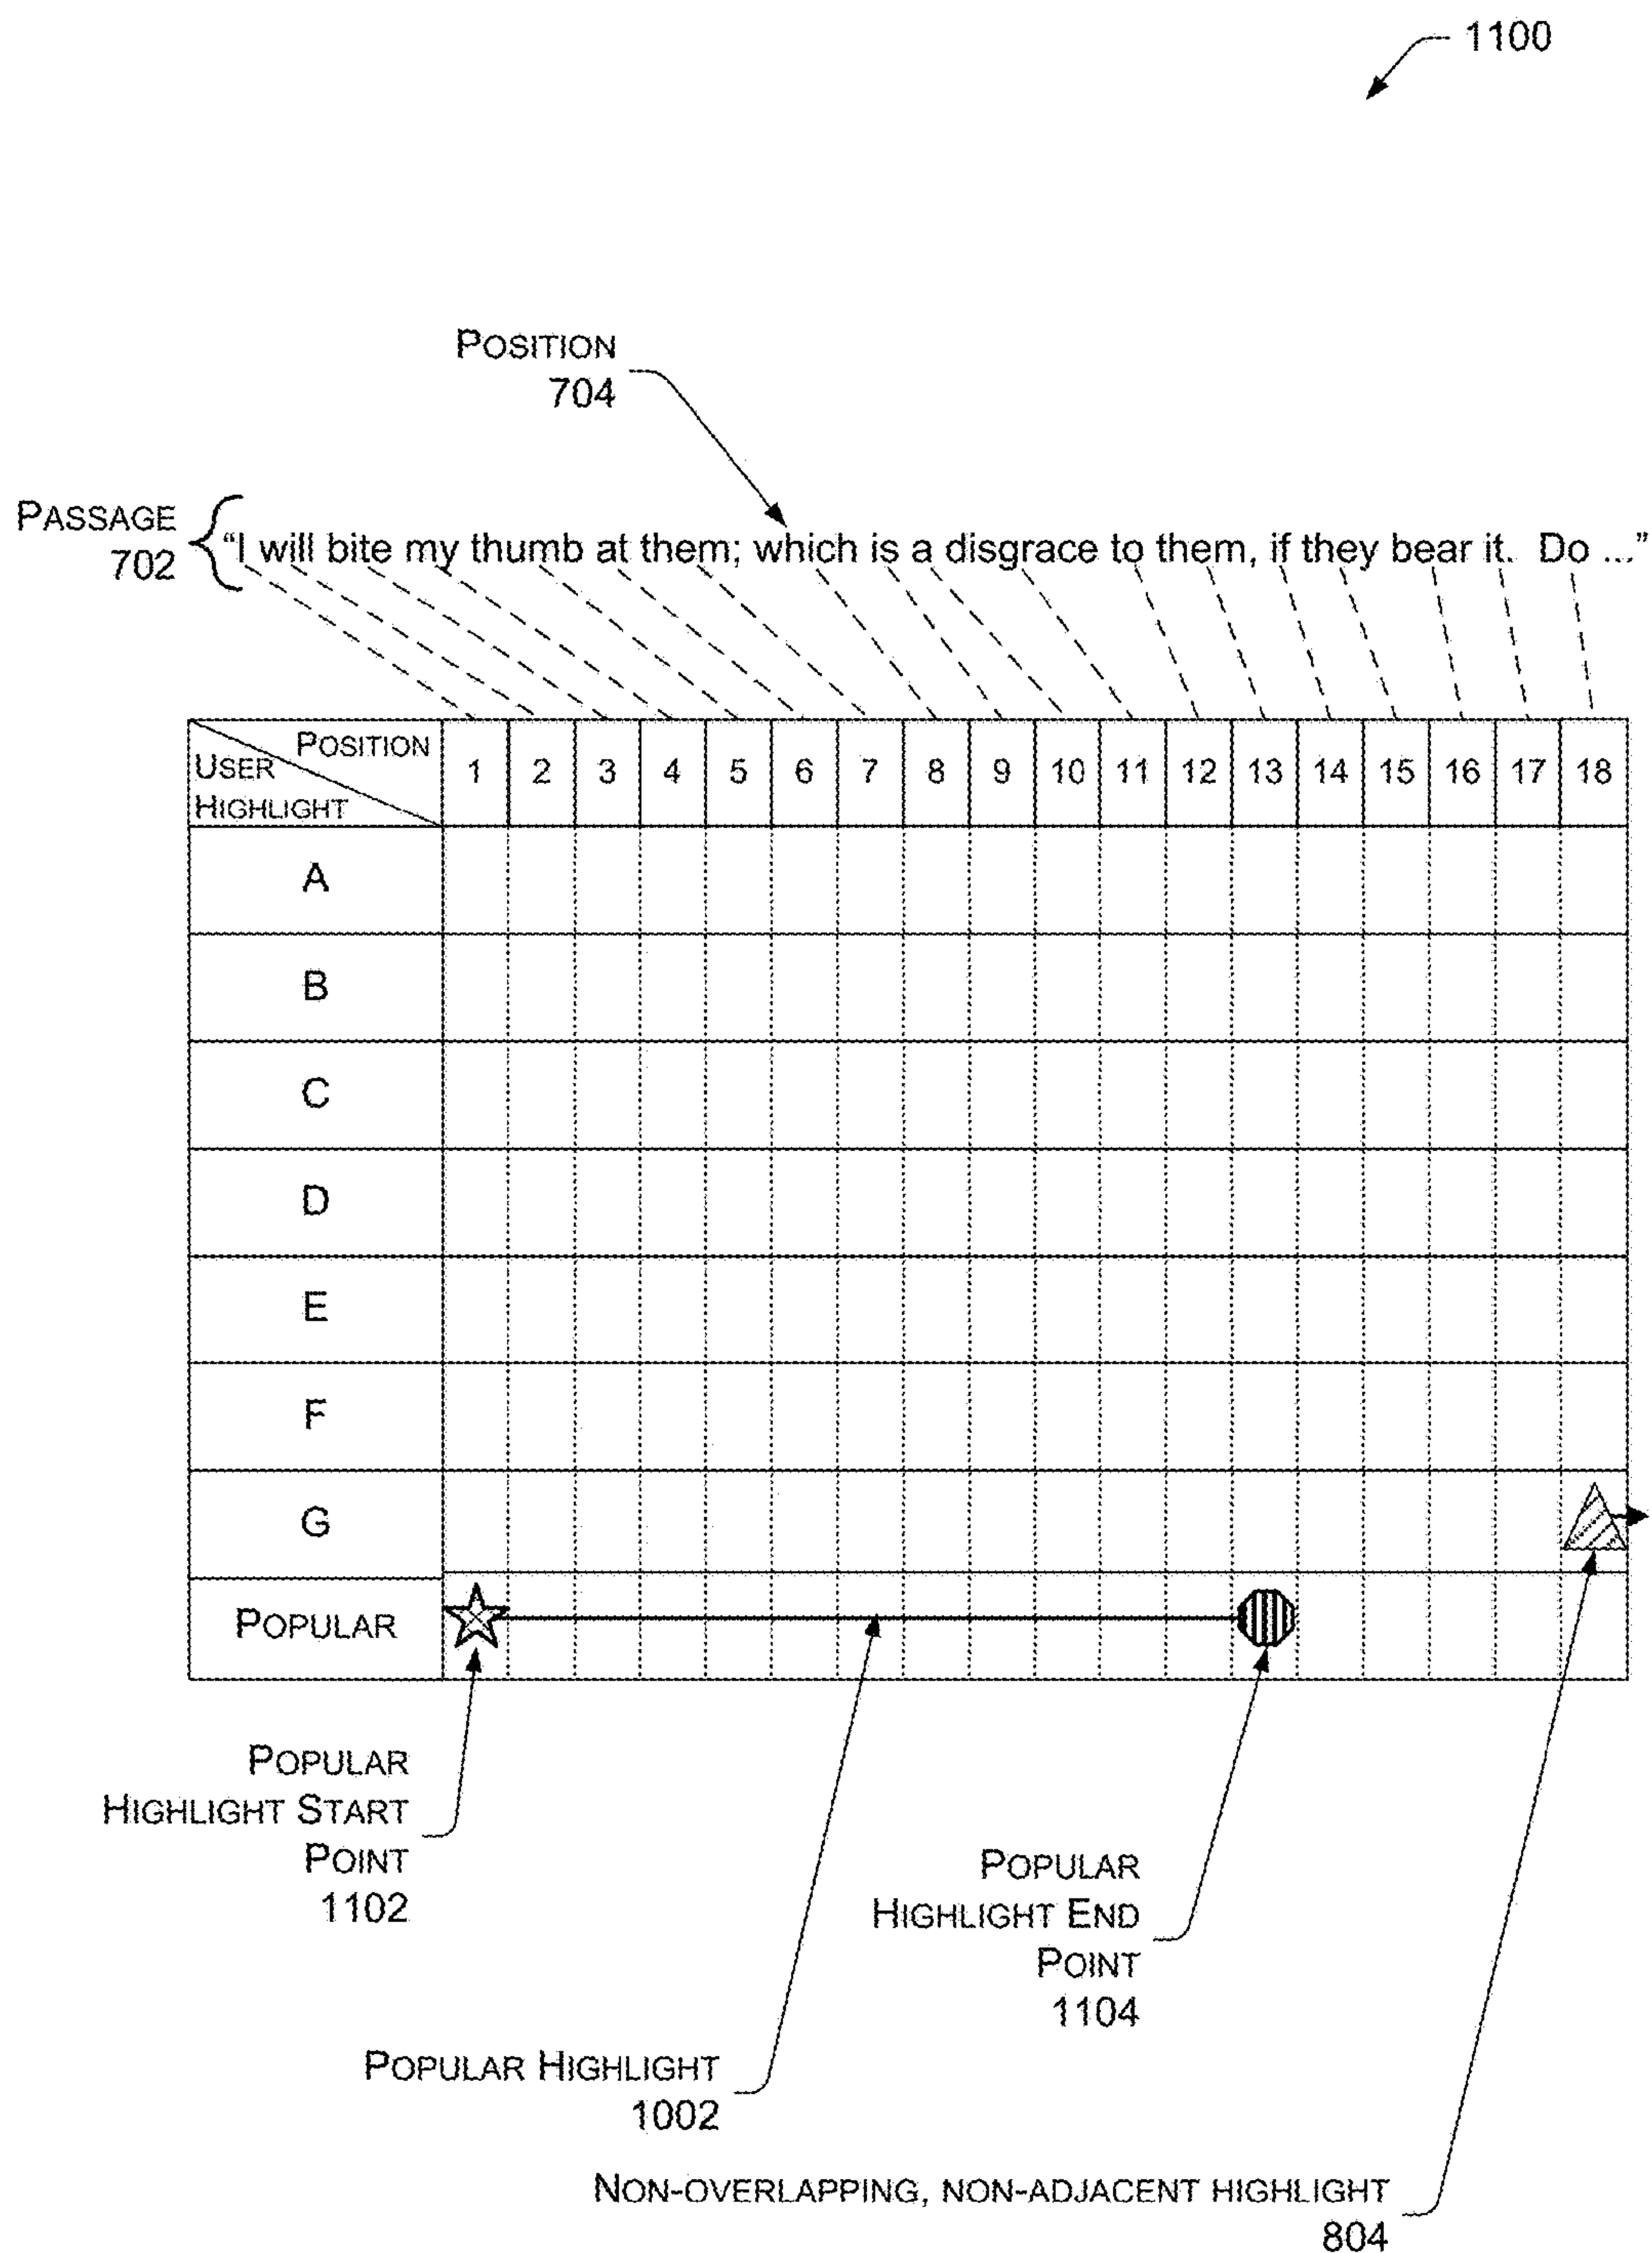 1100
POSITION
704
PASSAGE
702
“I will bite my thumb at them; which is a disgrace to them, if they bear it. Do ...”
POSITION
USER
HIGHLIGHT
1 2 3 4 5 6 7 8 9 10 11 12 13 14 15 16 17 18
A
B
C
D
E
F
G
POPULAR
POPULAR
HIGHLIGHT START
POINT
1102
POPULAR
HIGHLIGHT END
POINT
1104
POPULAR HIGHLIGHT
1002
NON-OVERLAPPING, NON-ADJACENT HIGHLIGHT
804